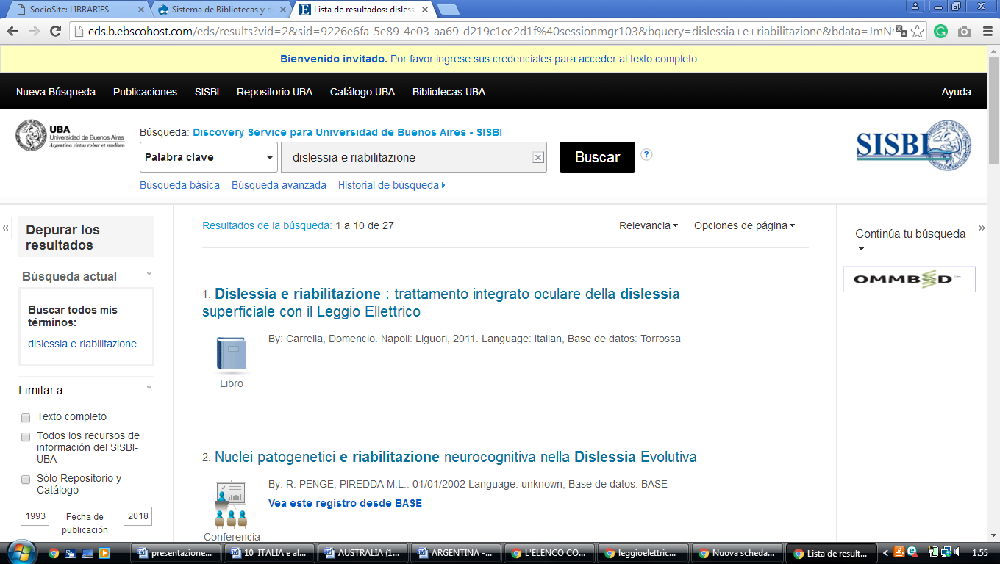 SocioSite: LIBRARIES
Sistema de Bibliotecas y d
Lista de resultados: disless
eds.b.ebscohost.com/eds/results?vid=2&sid=9226e6fa-5e89-4e03-aa69-d219c1ee2d1f%40sessionmgr103&bquery=dislessia+e+riabilitazione&bdata=JmNs
Bienvenido invitado. Por favor ingrese sus credenciales para acceder al texto completo.
Nueva Búsqueda Publicaciones SISBI Repositorio UBA Catálogo UBA Bibliotecas UBA Ayuda
UBA
Universidad de Buenos Aires
Argentina virtus robur et studium
Búsqueda: Discovery Service para Universidad de Buenos Aires - SISBI
Palabra clave dislessia e riabilitazione Buscar ?
SISBI
Búsqueda básica Búsqueda avanzada Historial de búsqueda
Depurar los
resultados
Búsqueda actual
Buscar todos mis
términos:
dislessia e riabilitazione
Limitar a
Texto completo
Todos los recursos de
información del SISBI-
UBA
Sólo Repositorio y
Catálogo
1993 Fecha de 2018
publicación
Resultados de la búsqueda: 1 a 10 de 27 Relevancia Opciones de página
1. Dislessia e riabilitazione : trattamento integrato oculare della dislessia
superficiale con il Leggio Ellettrico
By: Carrella, Domencio. Napoli: Liguori, 2011. Language: Italian, Base de datos: Torrossa
Libro
2. Nuclei patogenetici e riabilitazione neurocognitiva nella Dislessia Evolutiva
By: R. PENGE; PIREDDA M.L.. 01/01/2002 Language: unknown, Base de datos: BASE
Vea este registro desde BASE
Conferencia
Continúa tu búsqueda
OMMBID™
presentazione... 10 ITALIA e al... AUSTRALIA (1... ARGENTINA -... L'ELENCO CO... leggioelettric... Nuova scheda... Lista de result... 1.55